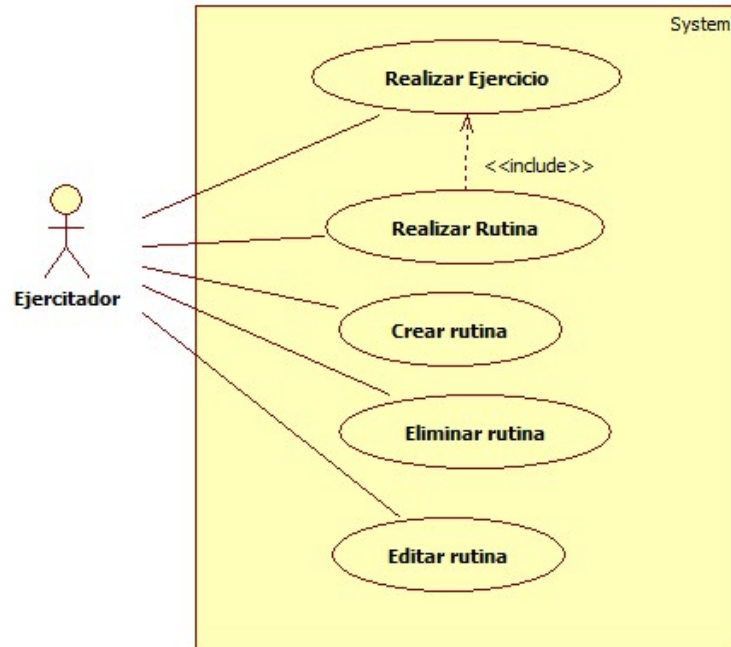 System
Realizar Ejercicio
<<include>>
Realizar Rutina
Ejercitador
Crear rutina
Eliminar rutina
Editar rutina